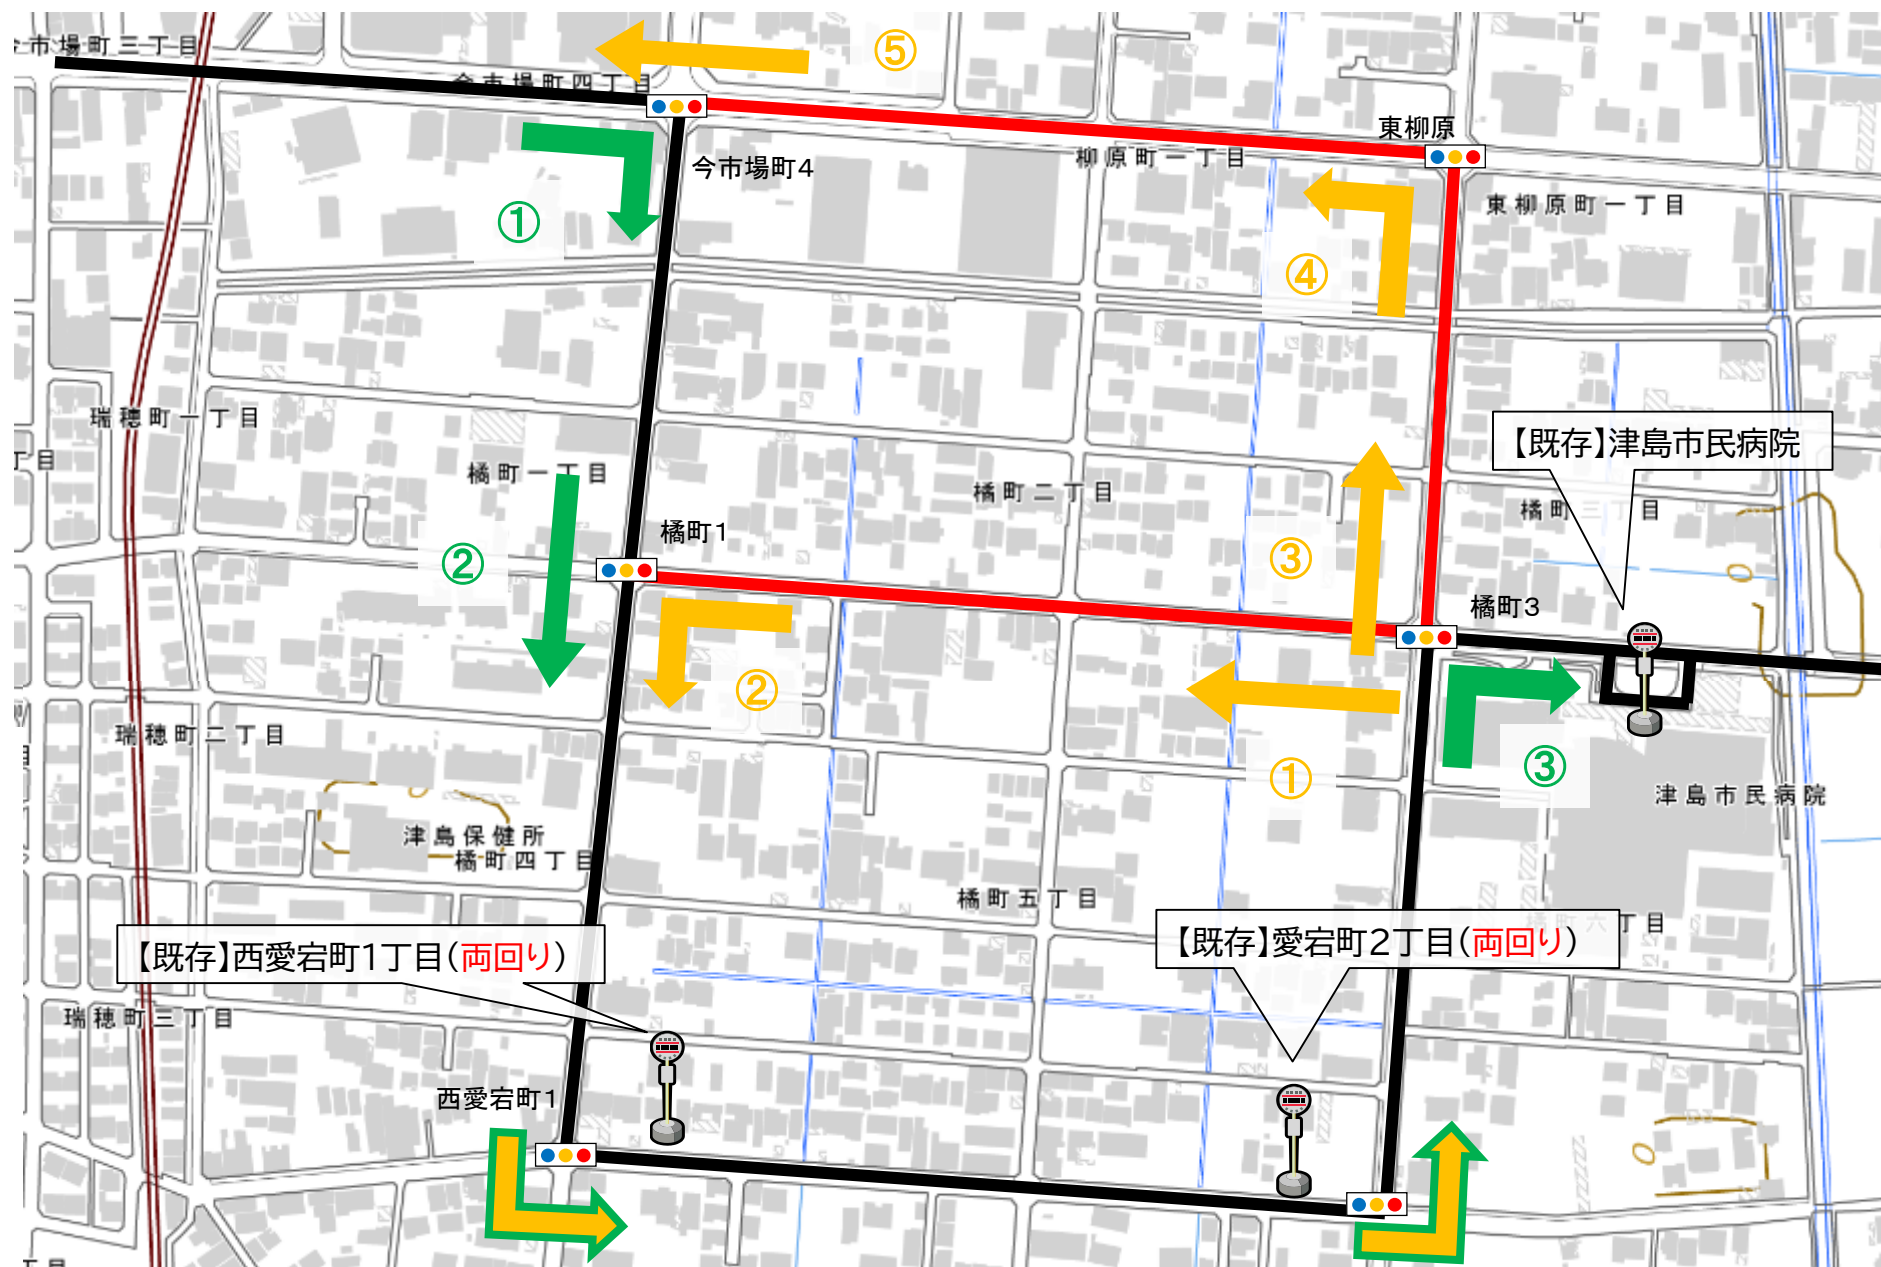 今市場町三丁目
⑤
今市場町四丁目
東柳原
柳原町一丁目
今市場町4
東柳原町一丁目
①
④
【既存】津島市民病院
瑞穂町一丁目
丁目
橘町一丁目
橘町二丁目
橘町三丁目
橘町1
②
③
橘町3
②
瑞穂町二丁目
③
①
津島市民病院
津島保健所
橘町四丁目
橘町五丁目
橘町六丁目
【既存】西愛宕町1丁目(両回り)
【既存】愛宕町2丁目(両回り)
瑞穂町三丁目
西愛宕町1